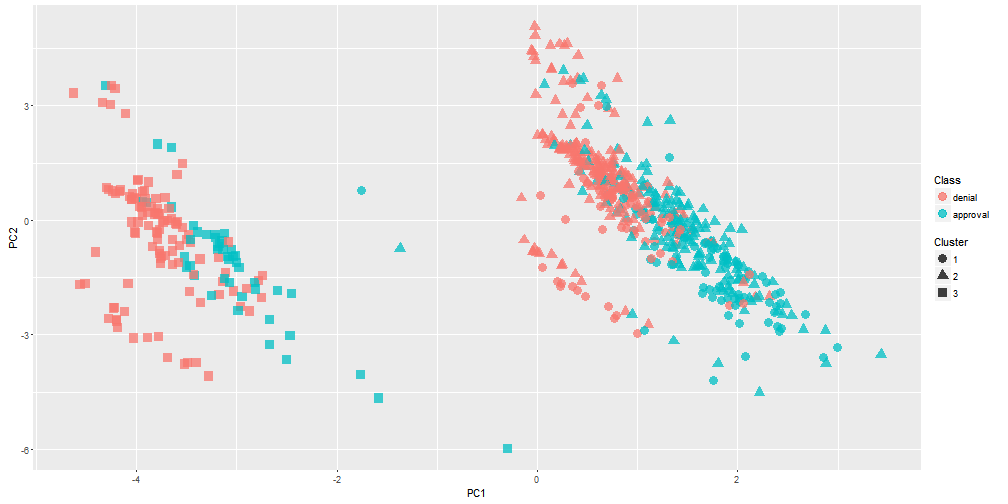 PC2
3
0
-3
-6
-4
-2
0
2
PC1
Class
denial
approval
Cluster
1
2
3